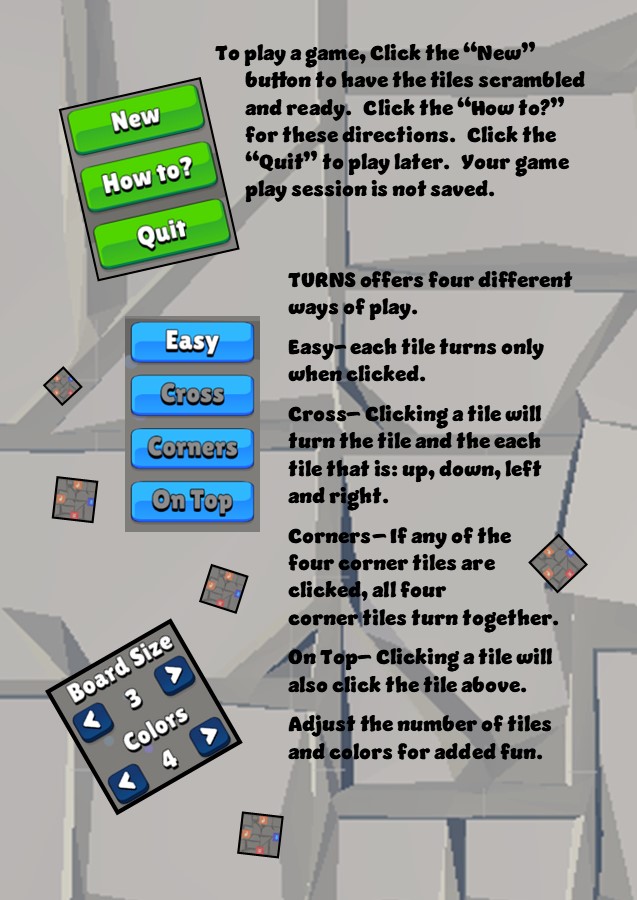 To play a game, Click the “New”
button to have the tiles scrambled
and ready.  Click the “How to?”
for these directions.  Click the
“Quit” to play later.  Your game
play session is not saved.
New
How to?
Quit
TURNS offers four different
ways of play.
Easy– each tile turns only
when clicked.
Cross– Clicking a tile will
turn the tile and the each
tile that is: up, down, left
and right.
Corners– If any of the
four corner tiles are
clicked, all four
corner tiles turn together.
On Top– Clicking a tile will
also click the tile above.
Adjust the number of tiles
and colors for added fun.
Easy
Cross
Corners
On Top
Board Size
< 3 >
Colors
< 4 >